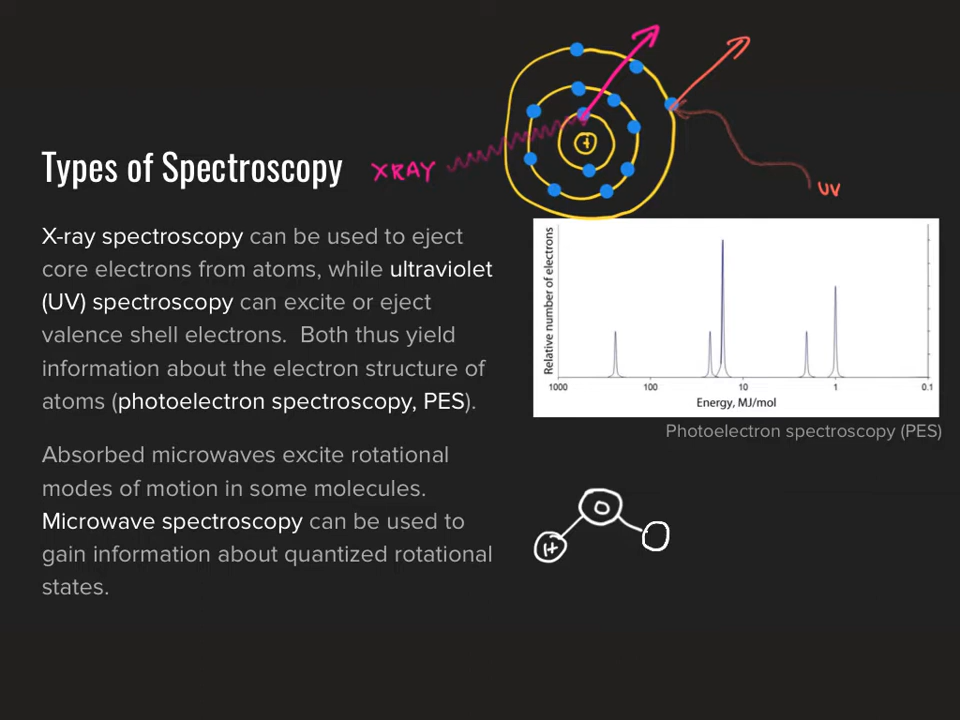 Types of Spectroscopy
XRAY
+
UV
X-ray spectroscopy can be used to eject
core electrons from atoms, while ultraviolet
(UV) spectroscopy can excite or eject
valence shell electrons. Both thus yield
information about the electron structure of
atoms (photoelectron spectroscopy, PES).
Absorbed microwaves excite rotational
modes of motion in some molecules.
Microwave spectroscopy can be used to
gain information about quantized rotational
states.
Relative number of electrons
1000 100 10 1 0.1
Energy, MJ/mol
Photoelectron spectroscopy (PES)
O
H